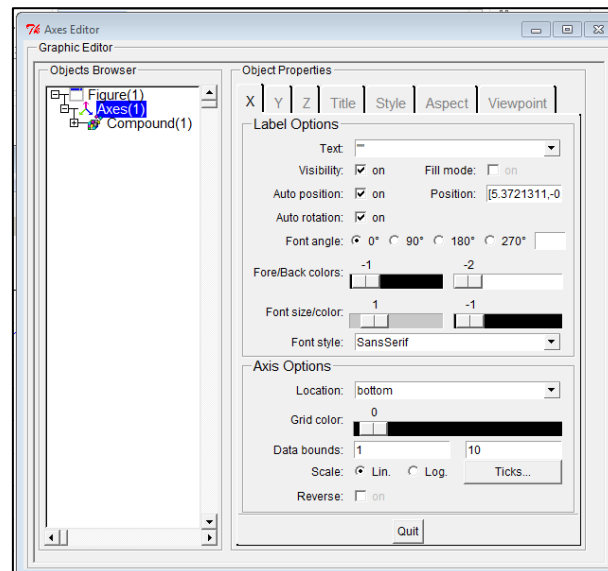 Axes Editor
Graphic Editor
Objects Browser
Figure(1)
Axes(1)
Compound(1)
Object Properties
X Y Z Title Style Aspect Viewpoint
Label Options
Text: ""
Visibility: on Fill mode: on
Auto position: on Position: [5.3721311,-0
Auto rotation: on
Font angle: 0° 90° 180° 270°
-1 -2
Fore/Back colors:
1 -1
Font size/color:
Font style: SansSerif
Axis Options
Location: bottom
0
Grid color:
Data bounds: 1 10
Scale: Lin. Log. Ticks...
Reverse: on
Quit